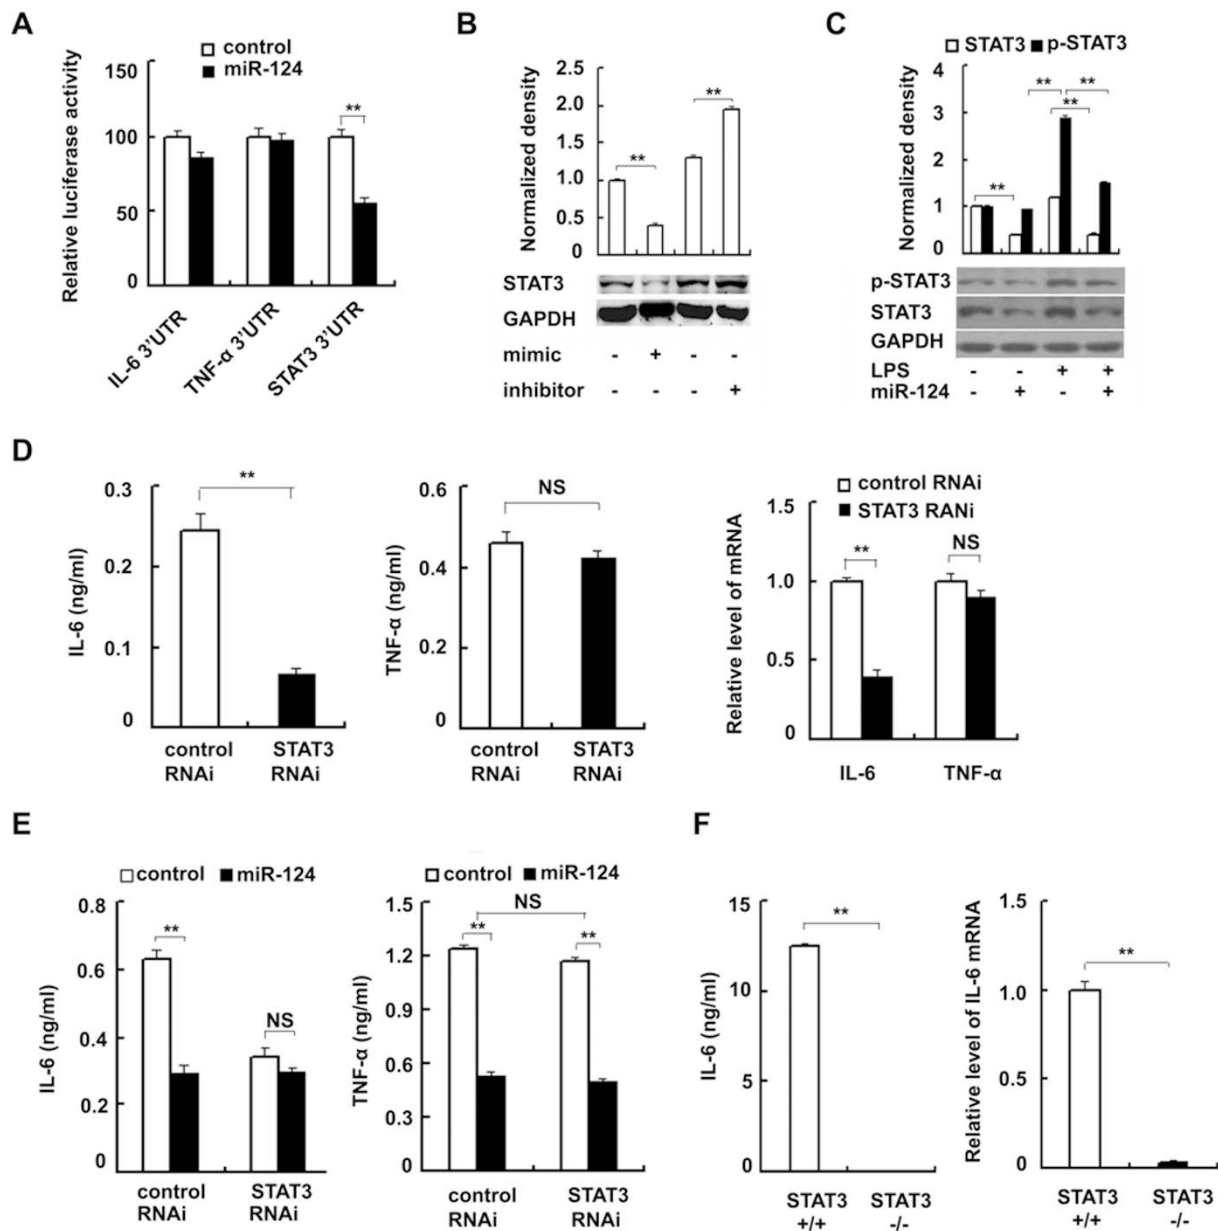 A
control
miR-124
Relative luciferase activity
150
100
50
0
**
IL-6 3'UTR
TNF-α 3'UTR
STAT3 3'UTR
B
Normalized density
2.5
2.0
1.5
1.0
0.5
0
**
**
STAT3
GAPDH
mimic - + - -
inhibitor - - - +
C
STAT3 p-STAT3
Normalized density
4
3
2
1
0
** **
**
**
p-STAT3
STAT3
GAPDH
LPS - - + +
miR-124 - + - +
D
IL-6 (ng/ml)
0.3
0.2
0.1
0
**
control RNAi
STAT3 RNAi
TNF-α (ng/ml)
0.6
0.4
0.2
0
NS
control RNAi
STAT3 RNAi
control RNAi
STAT3 RANi
Relative level of mRNA
1.5
1.0
0.5
0
**
NS
IL-6
TNF-α
E
control miR-124
IL-6 (ng/ml)
0.8
0.6
0.4
0.2
0
**
NS
control RNAi
STAT3 RNAi
control miR-124
TNF-α (ng/ml)
1.5
1.2
0.9
0.6
0.3
0
NS
**
**
control RNAi
STAT3 RNAi
F
IL-6 (ng/ml)
15
10
5
0
**
STAT3 +/+
STAT3 -/-
Relative level of IL-6 mRNA
1.5
1.0
1.0
0
**
STAT3 +/+
STAT3 -/-